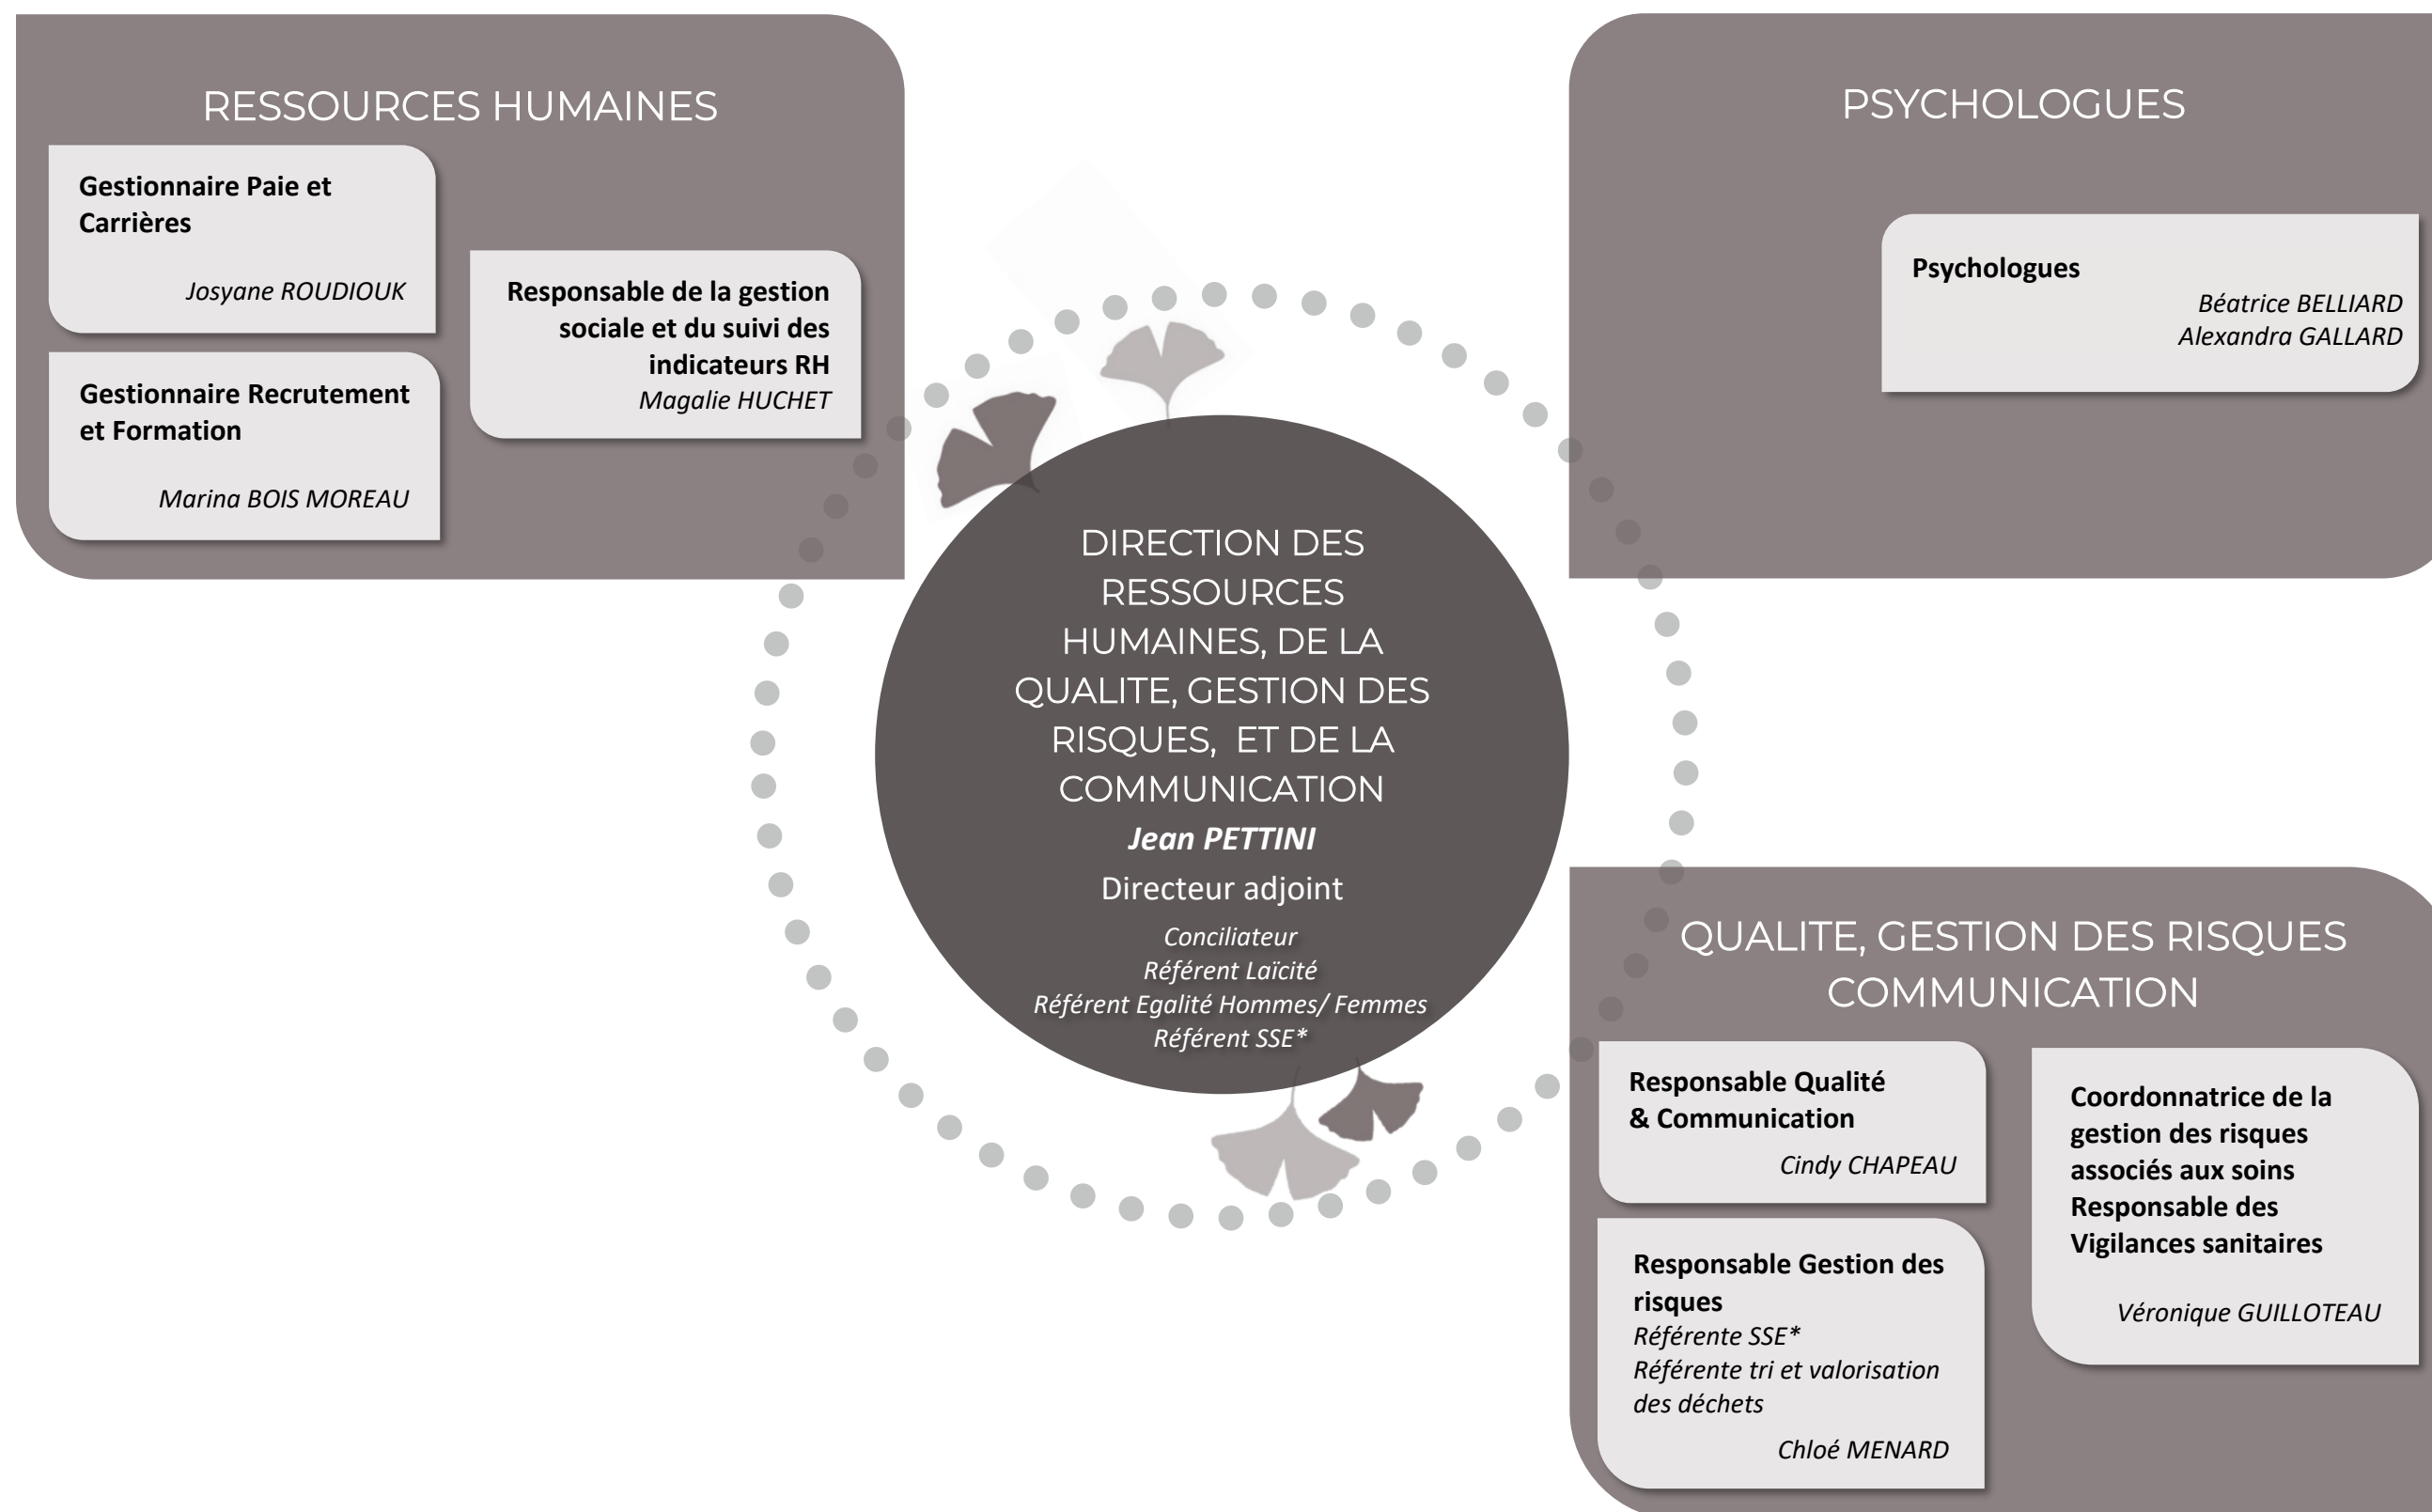 RESSOURCES HUMAINES
Gestionnaire Paie et
Carrières
Josyane ROUDIOUK
Gestionnaire Recrutement
et Formation
Marina BOIS MOREAU
Responsable de la gestion
sociale et du suivi des
indicateurs RH
Magalie HUCHET
PSYCHOLOGUES
Psychologues
Béatrice BELLIARD
Alexandra GALLARD
DIRECTION DES
RESSOURCES
HUMAINES, DE LA
QUALITE, GESTION DES
RISQUES, ET DE LA
COMMUNICATION
Jean PETTINI
Directeur adjoint
Conciliateur
Référent Laïcité
Référent Egalité Hommes/ Femmes
Référent SSE*
QUALITE, GESTION DES RISQUES
COMMUNICATION
Responsable Qualité
& Communication
Cindy CHAPEAU
Responsable Gestion des
risques
Référente SSE*
Référente tri et valorisation
des déchets
Chloé MENARD
Coordonnatrice de la
gestion des risques
associés aux soins
Responsable des
Vigilances sanitaires
Véronique GUILLOTEAU